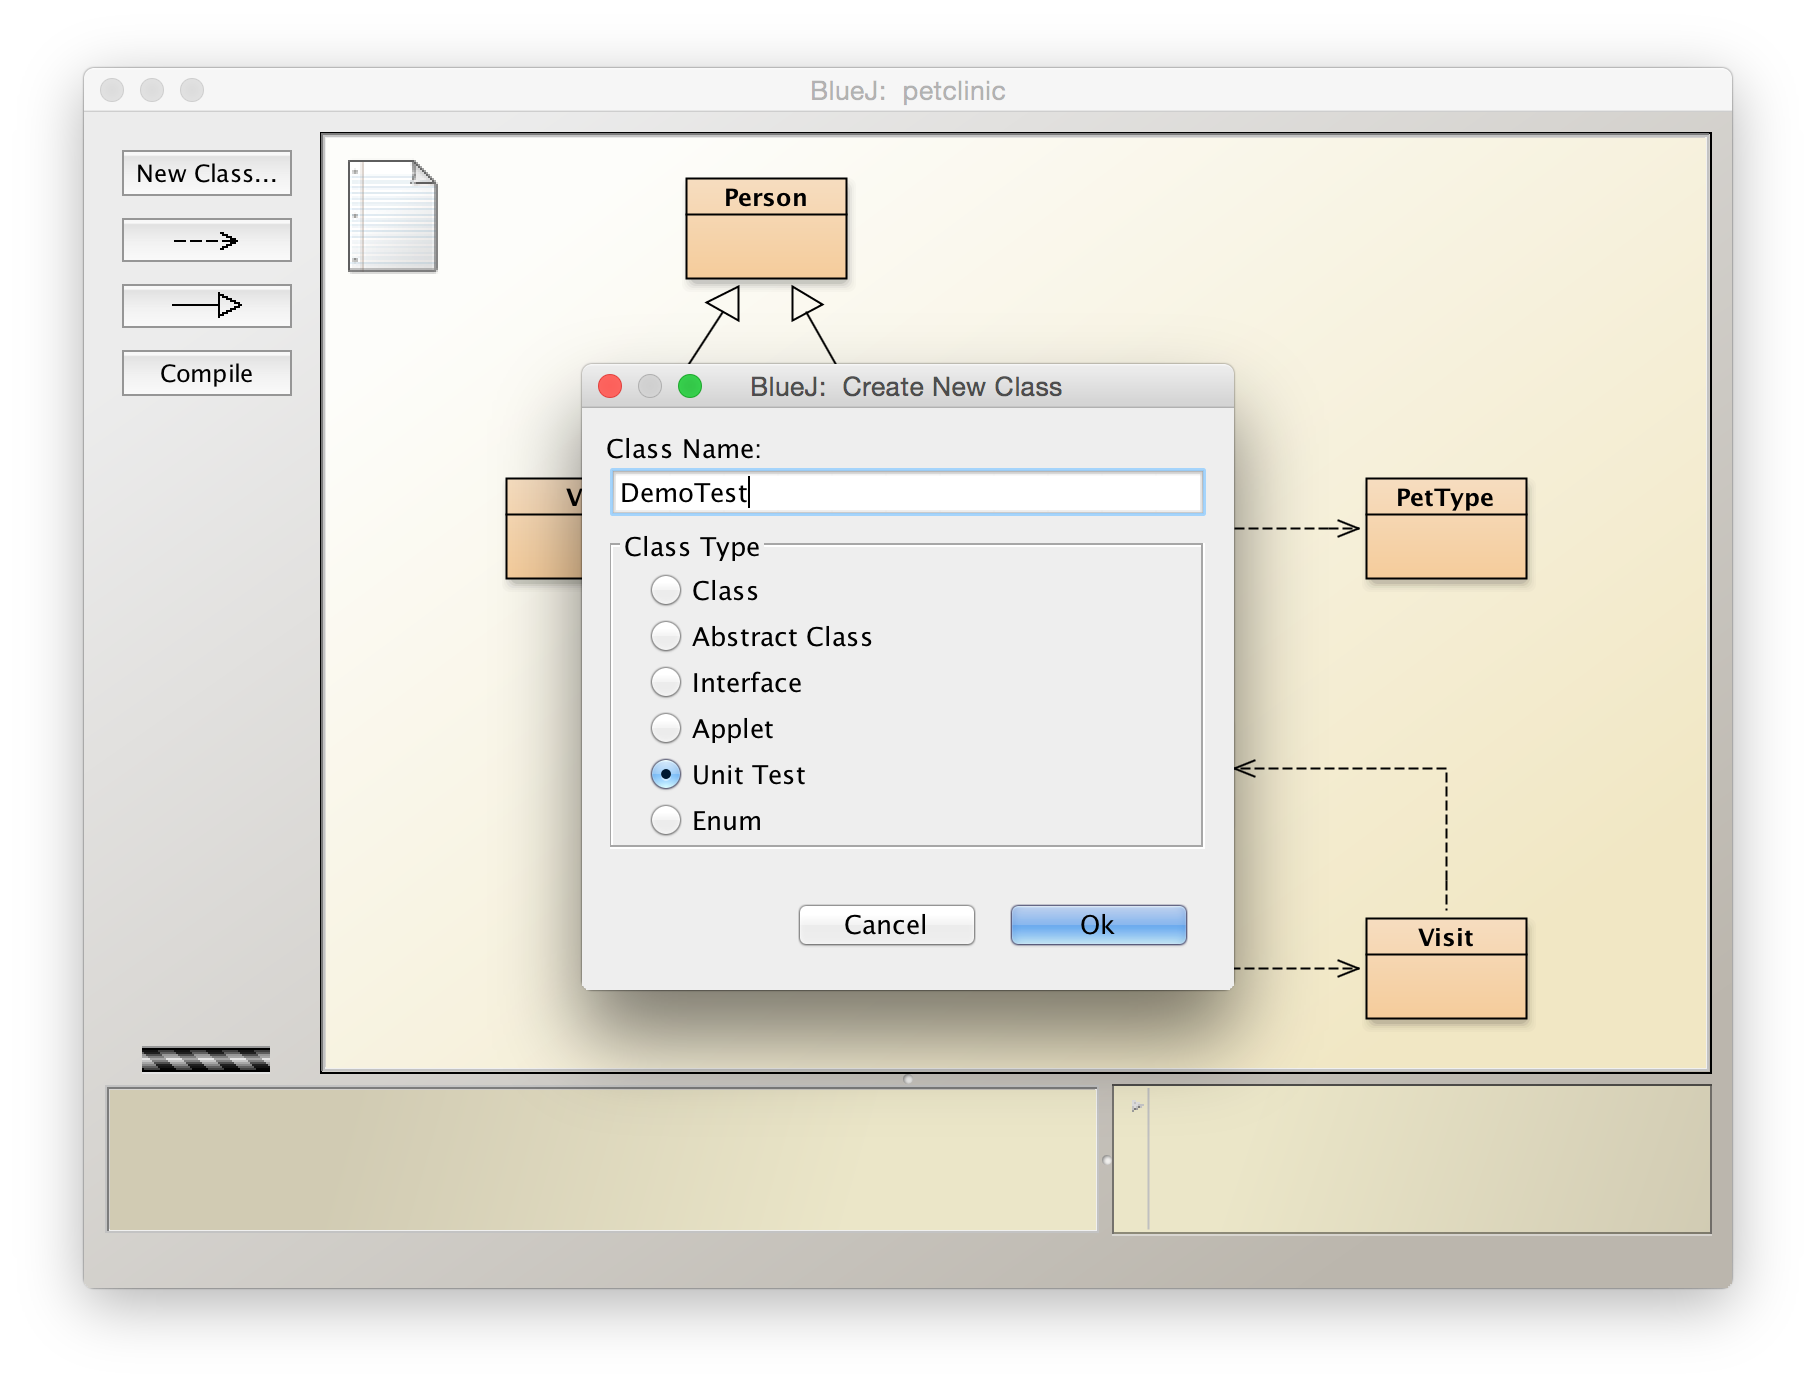 BlueJ: petclinic
New Class...
Compile
Person
V
PetType
Visit
BlueJ: Create New Class
Class Name:
DemoTest
Class Type
Class
Abstract Class
Interface
Applet
Unit Test
Enum
Cancel
Ok